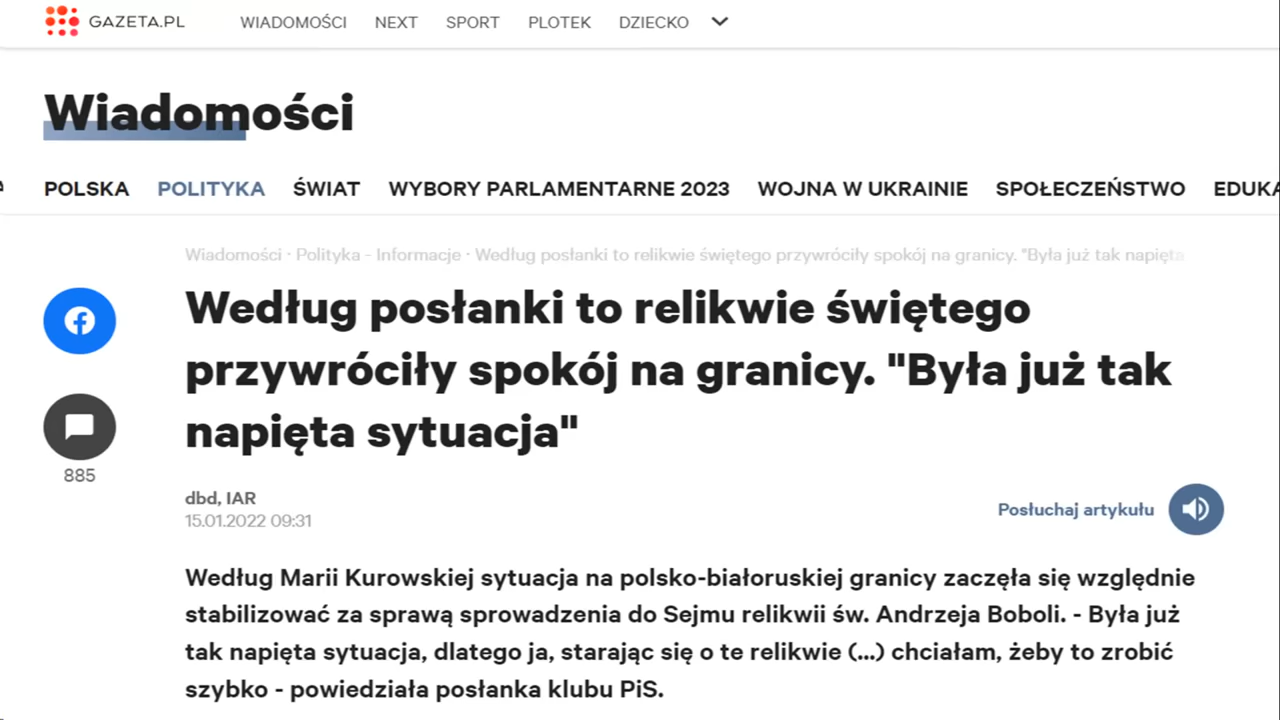 GAZETA.PL WIADOMOŚCI NEXT SPORT PLOTEK DZIECKO
Wiadomości
POLSKA POLITYKA ŚWIAT WYBORY PARLAMENTARNE 2023 WOJNA W UKRAINIE SPOŁECZEŃSTWO EDUKA
Wiadomości · Polityka - Informacje · Według posłanki to relikwie świętego przywróciły spokój na granicy. "Była już tak napięta
Według posłanki to relikwie świętego
przywróciły spokój na granicy. "Była już tak
napięta sytuacja"
885
dbd, IAR
15.01.2022 09:31
Posłuchaj artykułu
Według Marii Kurowskiej sytuacja na polsko-białoruskiej granicy zaczęła się względnie
stabilizować za sprawą sprowadzenia do Sejmu relikwii św. Andrzeja Boboli. - Była już
tak napięta sytuacja, dlatego ja, starając się o te relikwie (...) chciałam, żeby to zrobić
szybko - powiedziała posłanka klubu PiS.